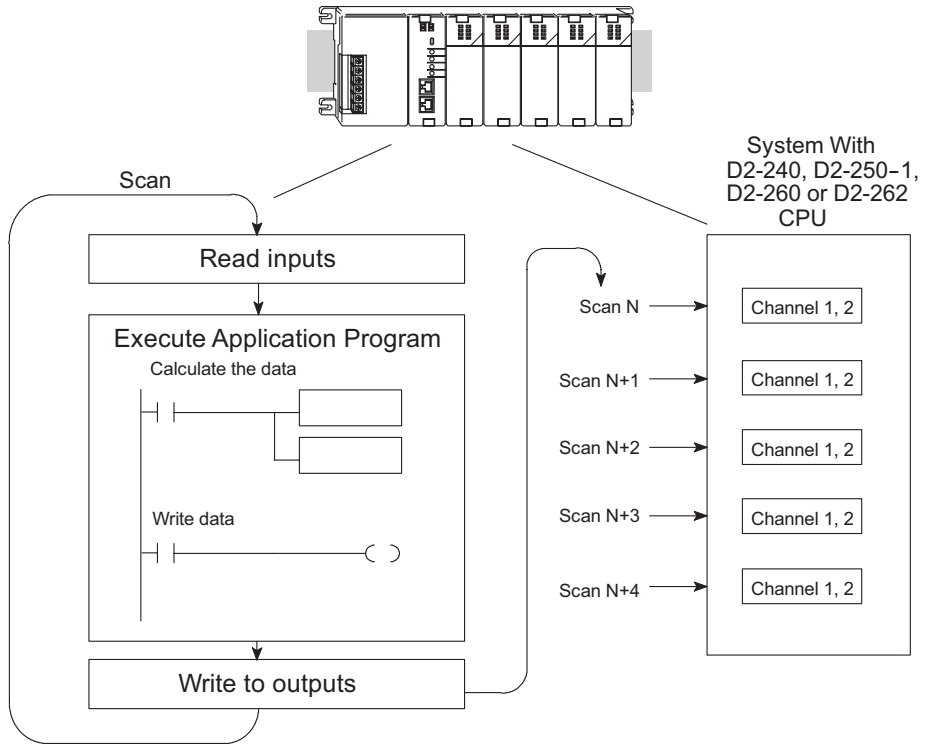 System With
D2-240, D2-250-1,
D2-260 or D2-262
CPU
Scan
Read inputs
Execute Application Program
Calculate the data
Write data
Write to outputs
Scan N
Channel 1, 2
Scan N+1
Channel 1, 2
Scan N+2
Channel 1, 2
Scan N+3
Channel 1, 2
Scan N+4
Channel 1, 2